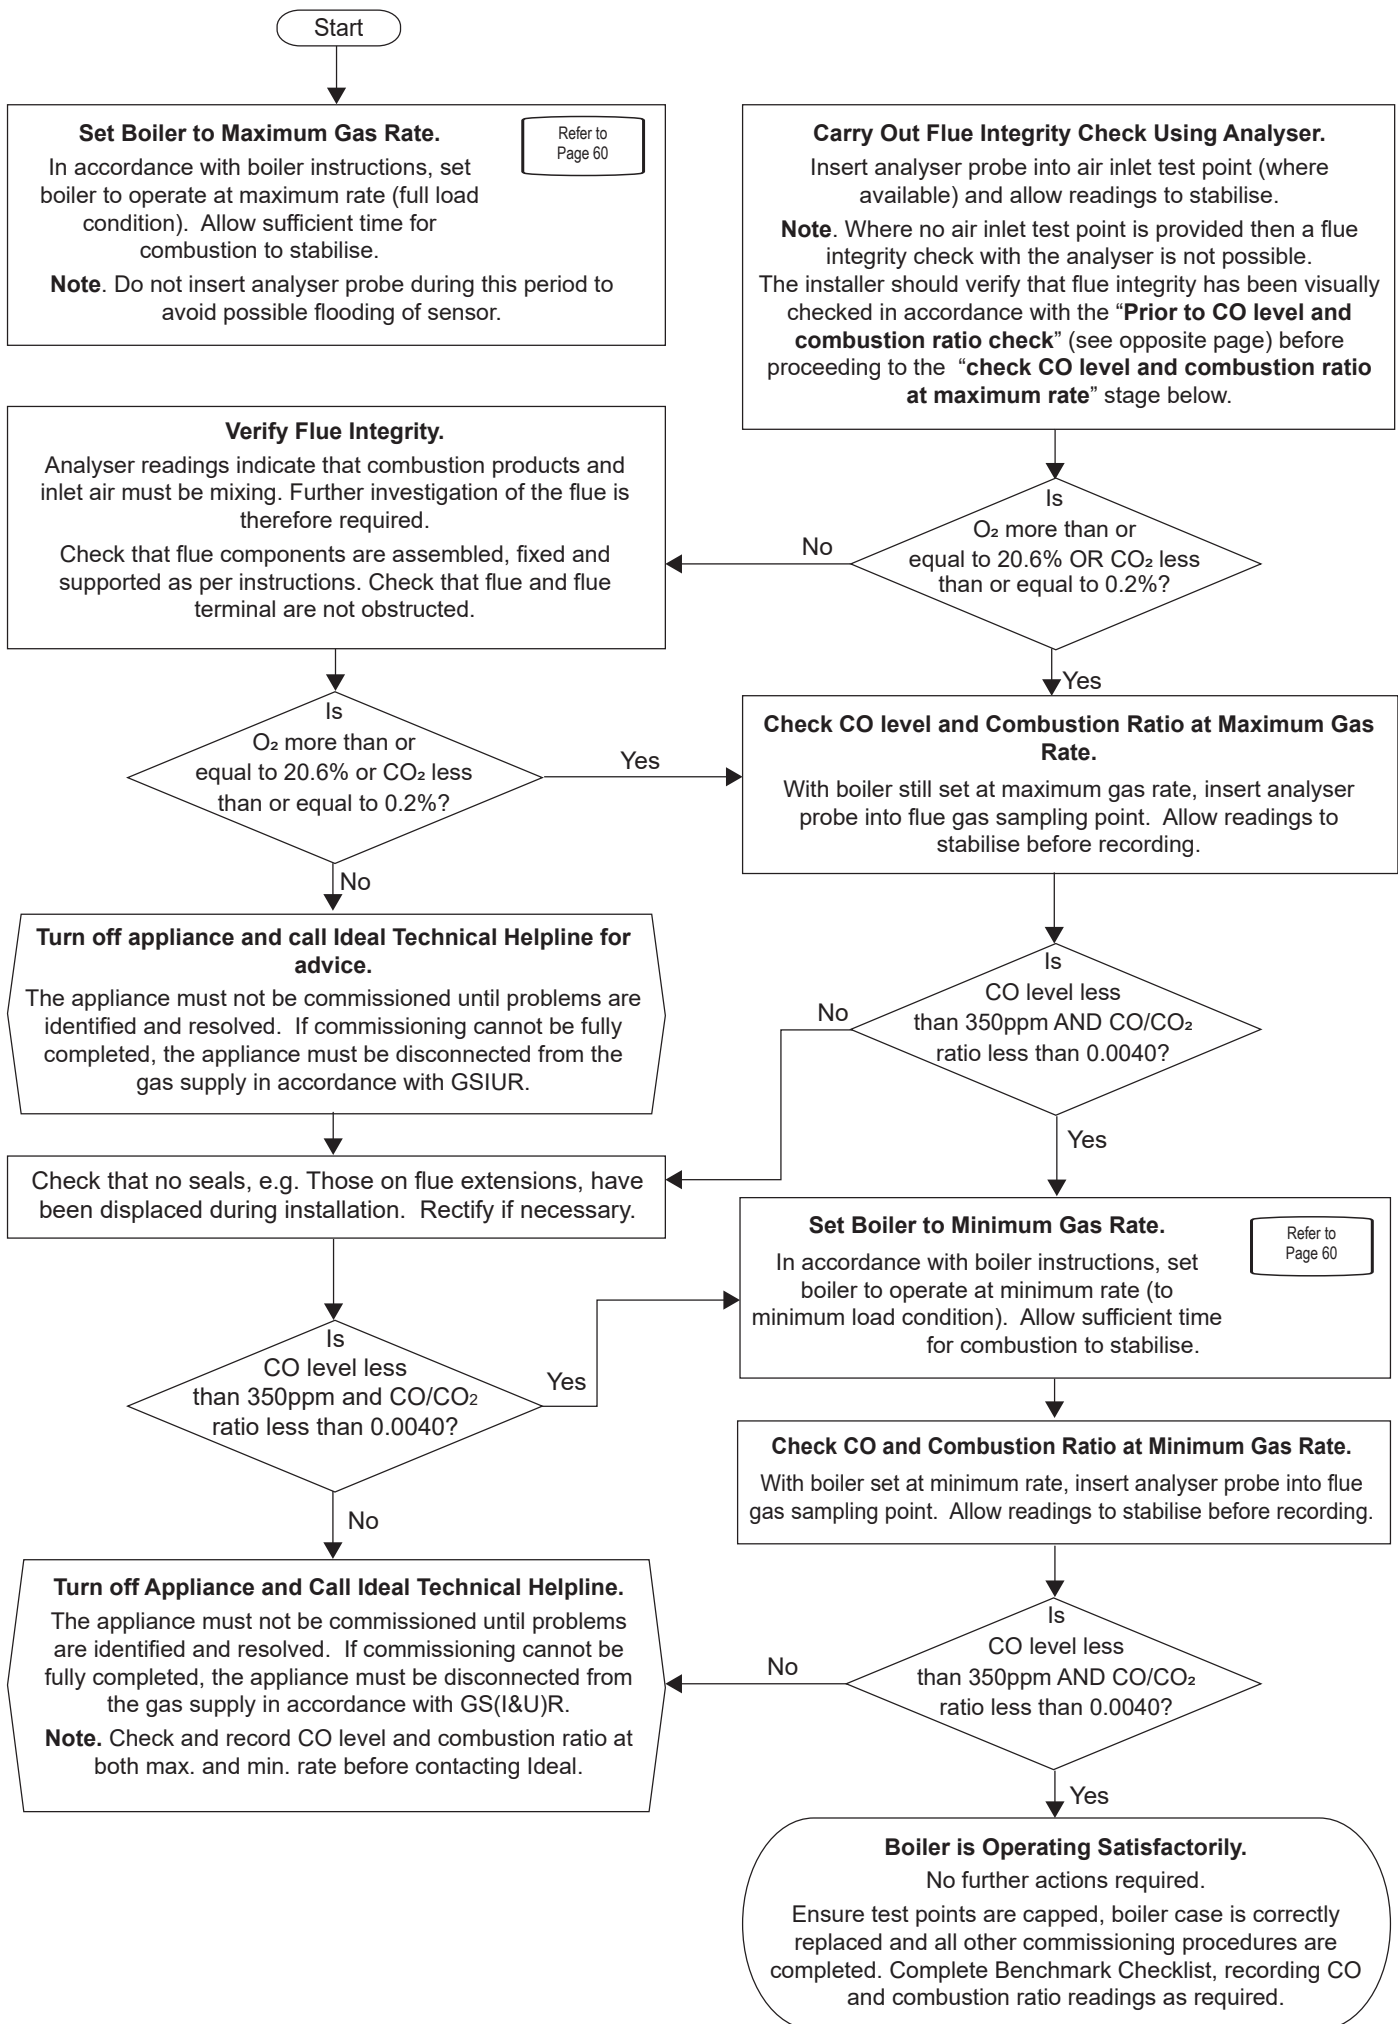 Start
Set Boiler to Maximum Gas Rate.
Refer to
Page 60
In accordance with boiler instructions, set
boiler to operate at maximum rate (full load
condition).  Allow sufficient time for
combustion to stabilise.
Note. Do not insert analyser probe during this period to
avoid possible flooding of sensor.
Carry Out Flue Integrity Check Using Analyser.
Insert analyser probe into air inlet test point (where
available) and allow readings to stabilise.
Note. Where no air inlet test point is provided then a flue
integrity check with the analyser is not possible.
The installer should verify that flue integrity has been visually
checked in accordance with the “Prior to CO level and
combustion ratio check” (see opposite page) before
proceeding to the  “check CO level and combustion ratio
at maximum rate” stage below.
Is
O₂ more than or
equal to 20.6% OR CO₂ less
than or equal to 0.2%?
No
Yes
Verify Flue Integrity.
Analyser readings indicate that combustion products and
inlet air must be mixing. Further investigation of the flue is
therefore required.
Check that flue components are assembled, fixed and
supported as per instructions. Check that flue and flue
terminal are not obstructed.
Is
O₂ more than or
equal to 20.6% or CO₂ less
than or equal to 0.2%?
Yes
No
Check CO level and Combustion Ratio at Maximum Gas
Rate.
With boiler still set at maximum gas rate, insert analyser
probe into flue gas sampling point.  Allow readings to
stabilise before recording.
Turn off appliance and call Ideal Technical Helpline for
advice.
The appliance must not be commissioned until problems are
identified and resolved.  If commissioning cannot be fully
completed, the appliance must be disconnected from the
gas supply in accordance with GSIUR.
Is
CO level less
than 350ppm AND CO/CO₂
ratio less than 0.0040?
No
Yes
Check that no seals, e.g. Those on flue extensions, have
been displaced during installation.  Rectify if necessary.
Is
CO level less
than 350ppm and CO/CO₂
ratio less than 0.0040?
Yes
No
Set Boiler to Minimum Gas Rate.
Refer to
Page 60
In accordance with boiler instructions, set
boiler to operate at minimum rate (to
minimum load condition).  Allow sufficient time
for combustion to stabilise.
Check CO and Combustion Ratio at Minimum Gas Rate.
With boiler set at minimum rate, insert analyser probe into flue
gas sampling point.  Allow readings to stabilise before recording.
Turn off Appliance and Call Ideal Technical Helpline.
The appliance must not be commissioned until problems
are identified and resolved.  If commissioning cannot be
fully completed, the appliance must be disconnected from
the gas supply in accordance with GS(I&U)R.
Note. Check and record CO level and combustion ratio at
both max. and min. rate before contacting Ideal.
Is
CO level less
than 350ppm AND CO/CO₂
ratio less than 0.0040?
No
Yes
Boiler is Operating Satisfactorily.
No further actions required.
Ensure test points are capped, boiler case is correctly
replaced and all other commissioning procedures are
completed. Complete Benchmark Checklist, recording CO
and combustion ratio readings as required.